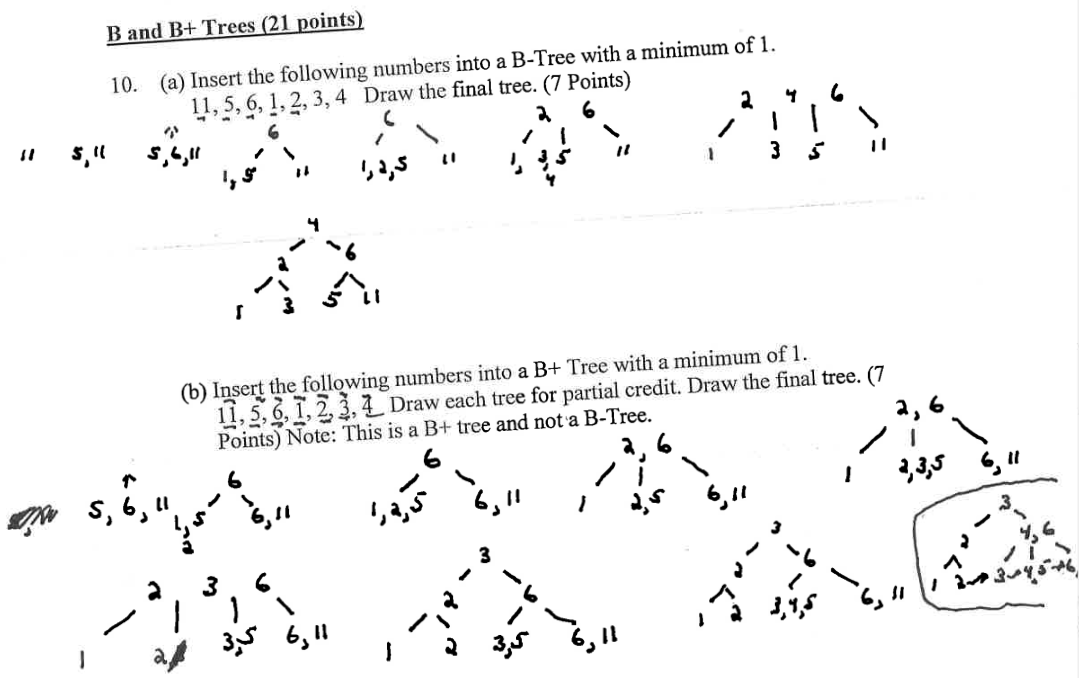 B and B+ Trees (21 points)
10. (a) Insert the following numbers into a B-Tree with a minimum of 1.
11, 5, 6, 1, 2, 3, 4 Draw the final tree. (7 Points)
6 6 2 6 2 4 6
11 5,11 5,6,11 1,5 11 1,2,5 11 1, 3,5 11 1 3 5 11
4
4
2 6
1 3 5 11
(b) Insert the following numbers into a B+ Tree with a minimum of 1.
11, 5, 6, 1, 2, 3, 4 Draw each tree for partial credit. Draw the final tree. (7
Points) Note: This is a B+ tree and not a B-Tree.
6 6 2,6 2,6
5,6,11 1,5 6,11 1,2,5 6,11 1 2,5 6,11 1 2,3,5 6,11
2
2 3 6
1 2 3,5 6,11
3
2 6
1 2 3,5 6,11
3
2 6
1 2 3,4,5 6,11
3
2 4,6
1 2 3 4,5 6,